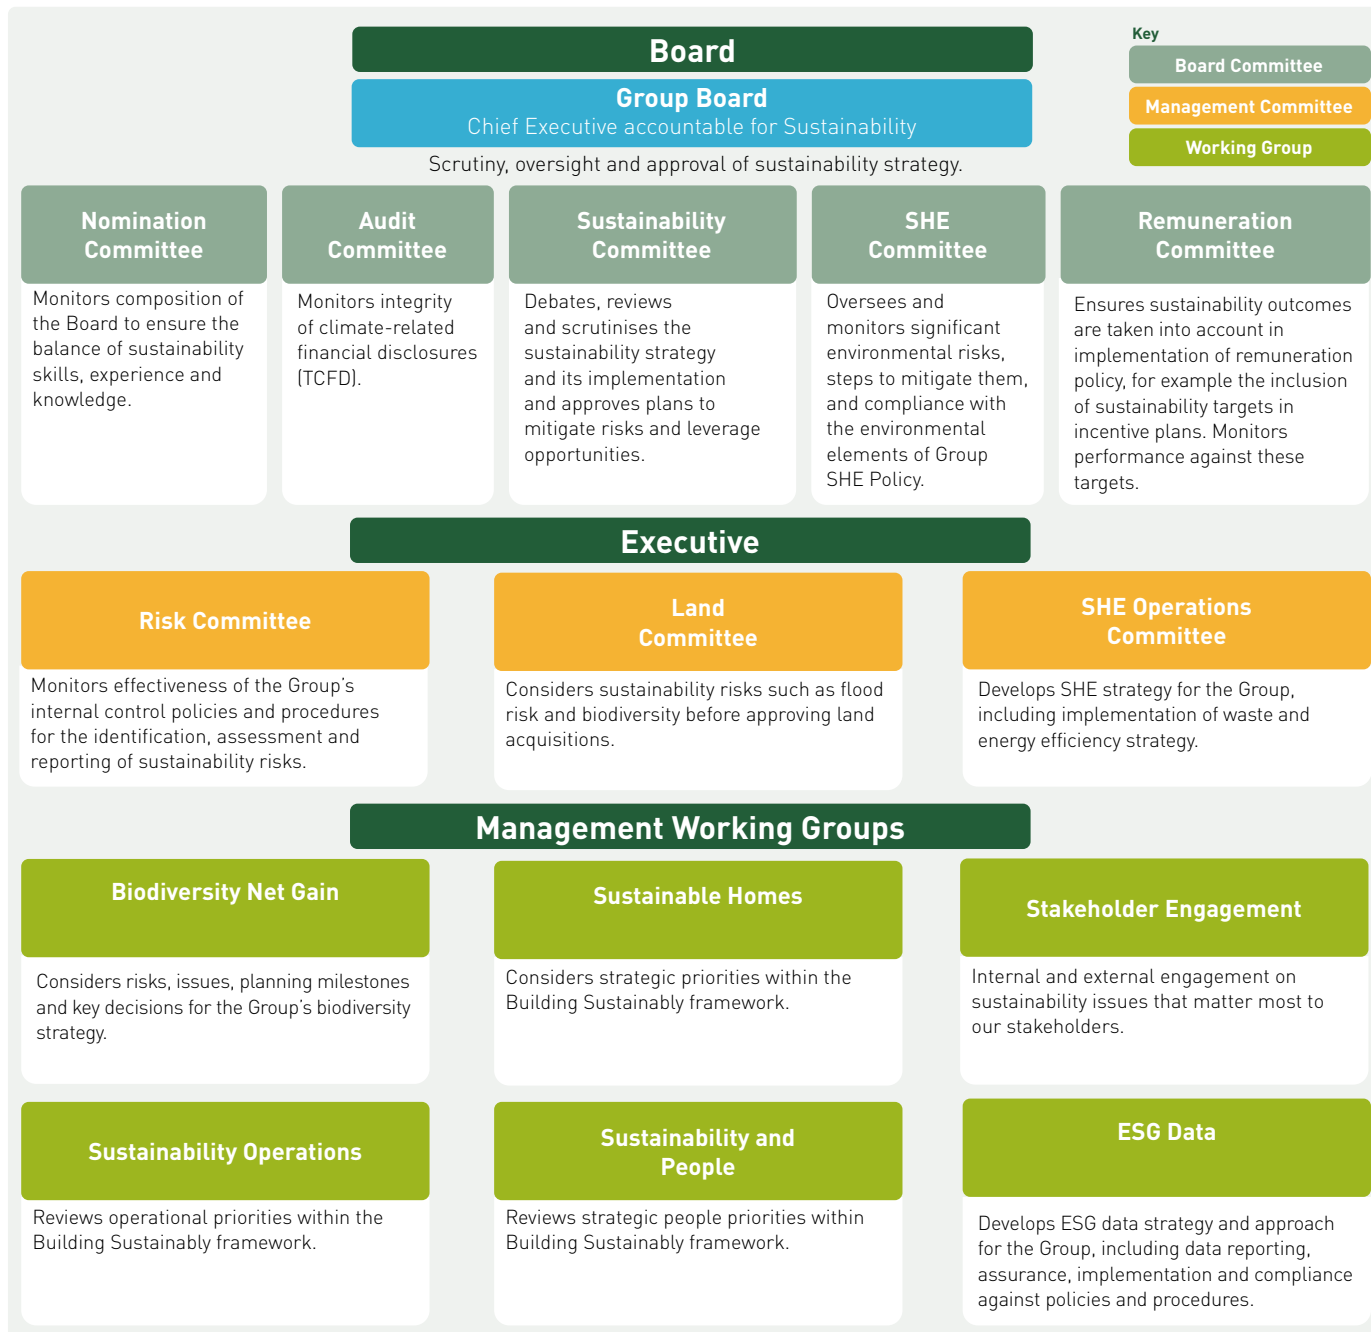 Board
Group Board
Chief Executive accountable for Sustainability
Scrutiny, oversight and approval of sustainability strategy.
Key
Board Committee
Management Committee
Working Group
Nomination
Committee
Monitors composition of
the Board to ensure the
balance of sustainability
skills, experience and
knowledge.
Audit
Committee
Monitors integrity
of climate-related
financial disclosures
(TCFD).
Sustainability
Committee
Debates, reviews
and scrutinises the
sustainability strategy
and its implementation
and approves plans to
mitigate risks and leverage
opportunities.
SHE
Committee
Oversees and
monitors significant
environmental risks,
steps to mitigate them,
and compliance with
the environmental
elements of Group
SHE Policy.
Remuneration
Committee
Ensures sustainability outcomes
are taken into account in
implementation of remuneration
policy, for example the inclusion
of sustainability targets in
incentive plans. Monitors
performance against these
targets.
Executive
Risk Committee
Monitors effectiveness of the Group's
internal control policies and procedures
for the identification, assessment and
reporting of sustainability risks.
Land
Committee
Considers sustainability risks such as flood
risk and biodiversity before approving land
acquisitions.
SHE Operations
Committee
Develops SHE strategy for the Group,
including implementation of waste and
energy efficiency strategy.
Management Working Groups
Biodiversity Net Gain
Considers risks, issues, planning milestones
and key decisions for the Group's biodiversity
strategy.
Sustainable Homes
Considers strategic priorities within the
Building Sustainably framework.
Stakeholder Engagement
Internal and external engagement on
sustainability issues that matter most to
our stakeholders.
Sustainability Operations
Reviews operational priorities within the
Building Sustainably framework.
Sustainability and
People
Reviews strategic people priorities within
Building Sustainably framework.
ESG Data
Develops ESG data strategy and approach
for the Group, including data reporting,
assurance, implementation and compliance
against policies and procedures.